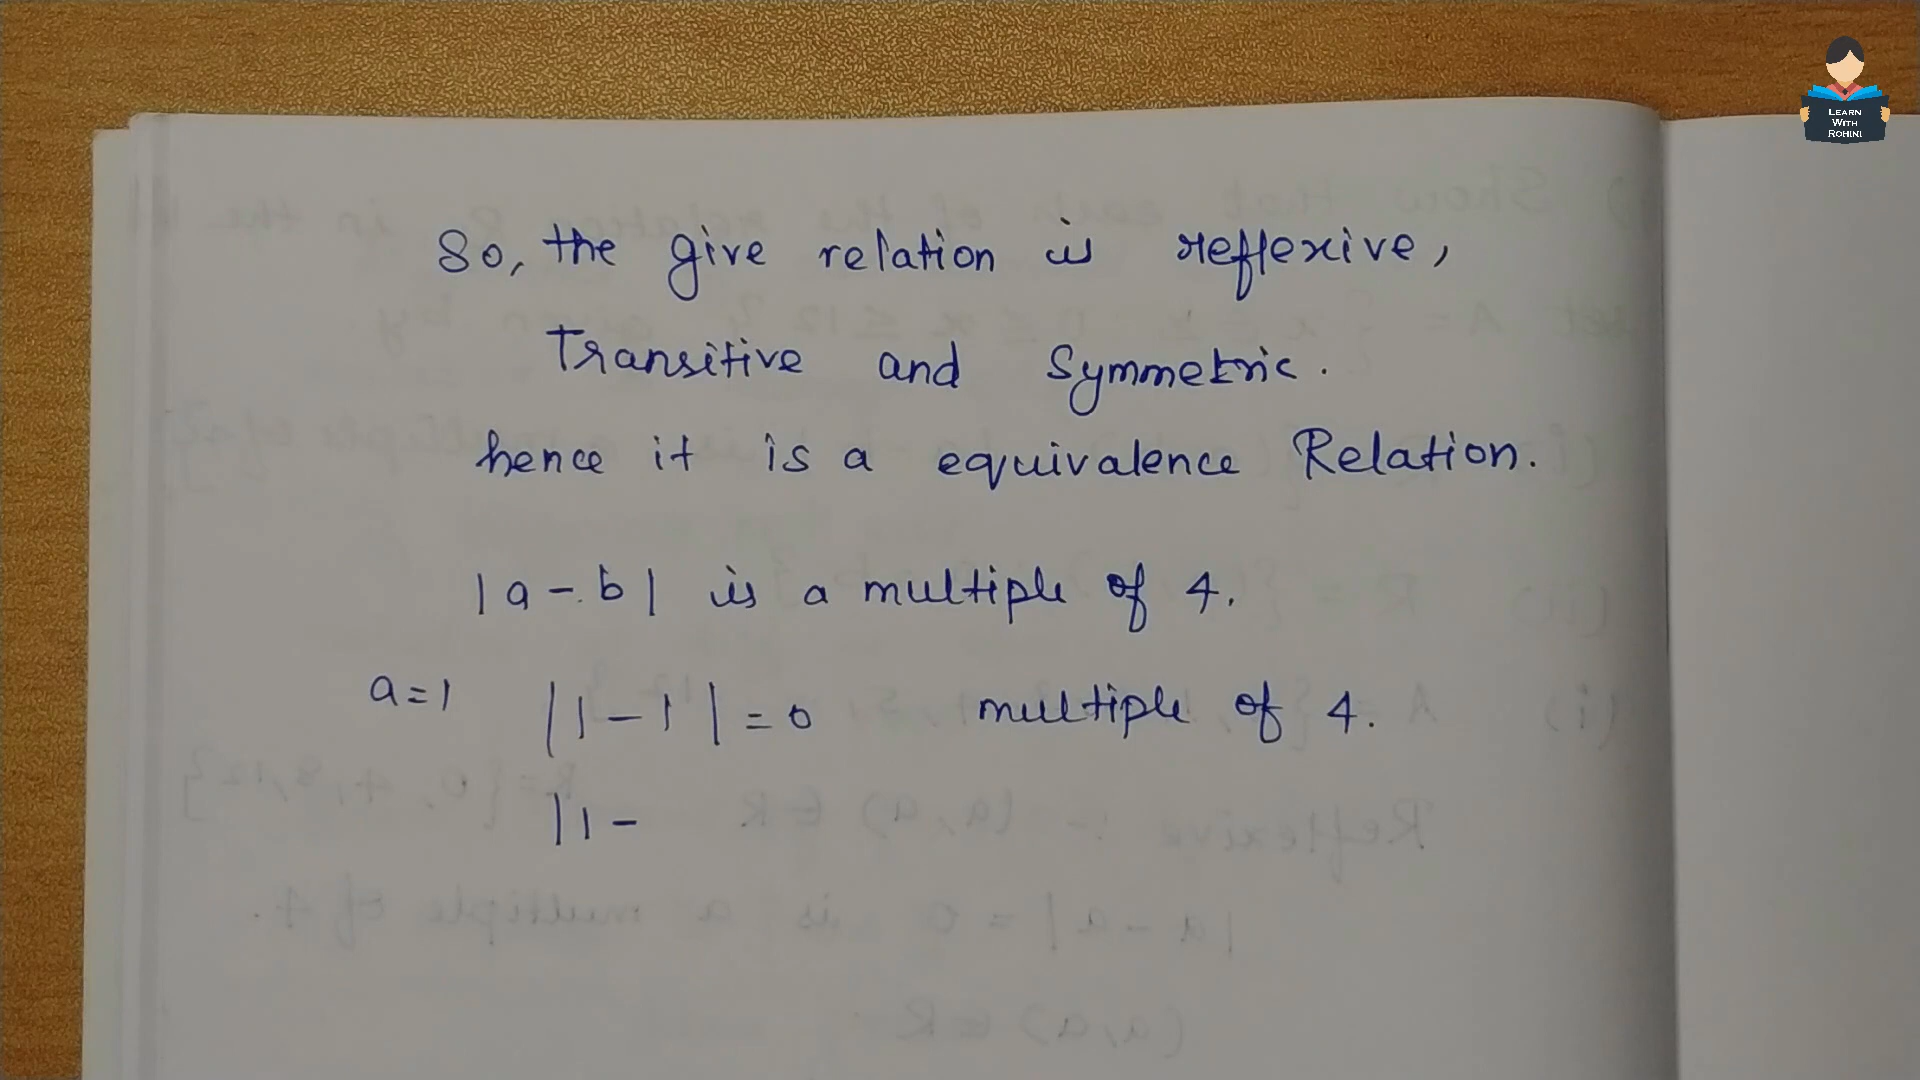 So, the give relation is reflexive,
Transitive and Symmetric.
hence it is a equivalence Relation.
|a-b| is a multiple of 4.
a=1 |1-1|=0 multiple of 4.
|1-
LEARN
WITH
ROHINI